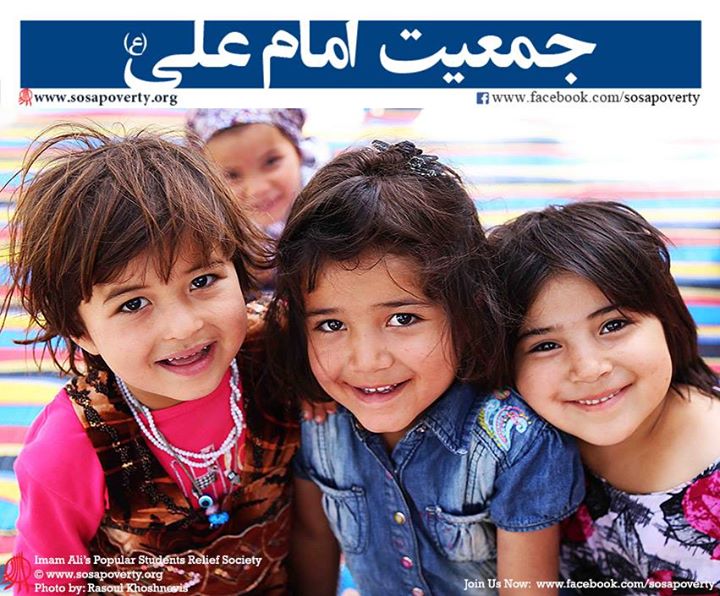 جمعیت امام علی (ع)
www.sosapoverty.org
www.facebook.com/sosapoverty
Imam Ali's Popular Students Relief Society
© www.sosapoverty.org
Photo by: Rasoul Khoshnevis
Join Us Now: www.facebook.com/sosapoverty